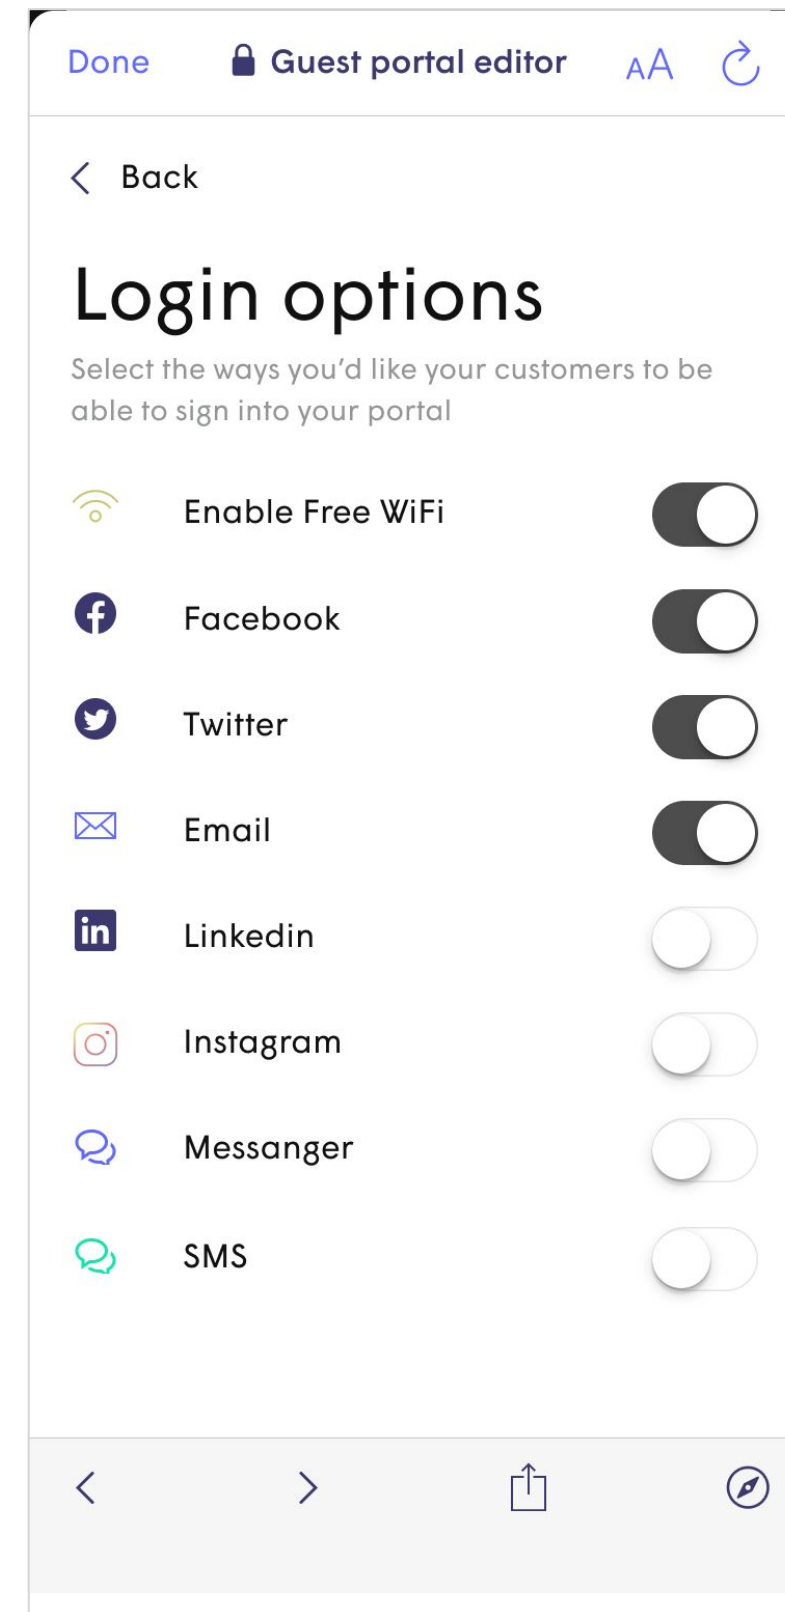 Done Guest portal editor AA
Back
Login options
Select the ways you'd like your customers to be
able to sign into your portal
Enable Free WiFi
Facebook
Twitter
Email
in Linkedin
Instagram
Messanger
SMS